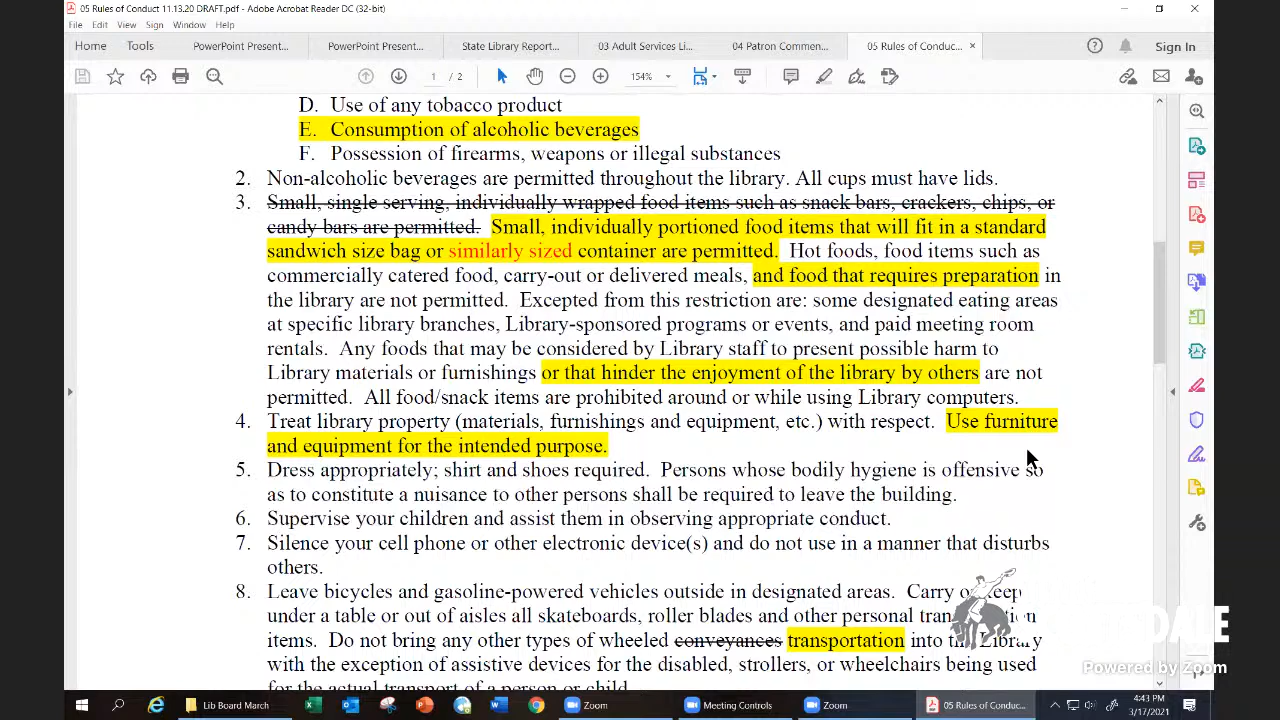 05 Rules of Conduct 11.13.20 DRAFT.pdf - Adobe Acrobat Reader DC (32-bit)
File Edit View Sign Window Help
Home Tools PowerPoint Present... PowerPoint Present... State Library Report... 03 Adult Services Li... 04 Patron Commen... 05 Rules of Conduc... × Sign In
1 / 2 154%
D. Use of any tobacco product
E. Consumption of alcoholic beverages
F. Possession of firearms, weapons or illegal substances
2. Non-alcoholic beverages are permitted throughout the library. All cups must have lids.
3. Small, single serving, individually wrapped food items such as snack bars, crackers, chips, or
candy bars are permitted. Small, individually portioned food items that will fit in a standard
sandwich size bag or similarly sized container are permitted. Hot foods, food items such as
commercially catered food, carry-out or delivered meals, and food that requires preparation in
the library are not permitted. Excepted from this restriction are: some designated eating areas
at specific library branches, Library-sponsored programs or events, and paid meeting room
rentals. Any foods that may be considered by Library staff to present possible harm to
Library materials or furnishings or that hinder the enjoyment of the library by others are not
permitted. All food/snack items are prohibited around or while using Library computers.
4. Treat library property (materials, furnishings and equipment, etc.) with respect. Use furniture
and equipment for the intended purpose.
5. Dress appropriately; shirt and shoes required. Persons whose bodily hygiene is offensive so
as to constitute a nuisance to other persons shall be required to leave the building.
6. Supervise your children and assist them in observing appropriate conduct.
7. Silence your cell phone or other electronic device(s) and do not use in a manner that disturbs
others.
8. Leave bicycles and gasoline-powered vehicles outside in designated areas. Carry or keep
under a table or out of aisles all skateboards, roller blades and other personal transportation
items. Do not bring any other types of wheeled conveyances transportation into the Library
with the exception of assistive devices for the disabled, strollers, or wheelchairs being used
for the actual transport of a person or child.
Powered by Zoom
Lib Board March Zoom Meeting Controls Zoom 05 Rules of Conduc... 4:43 PM
3/17/2021